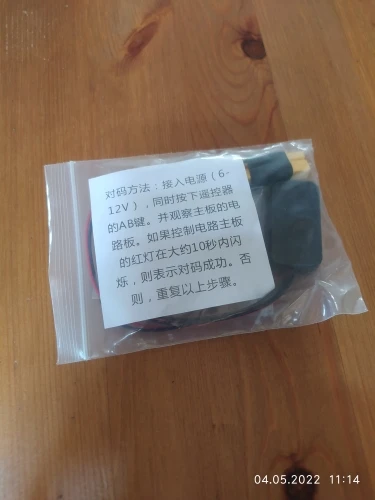 对码方法：接入电源（6-
12V），同时按下遥控器
的AB键。并观察主板的电
路板。如果控制电路主板
的红灯在大约10秒内闪
烁，则表示对码成功。否
则，重复以上步骤。
04.05.2022 11:14